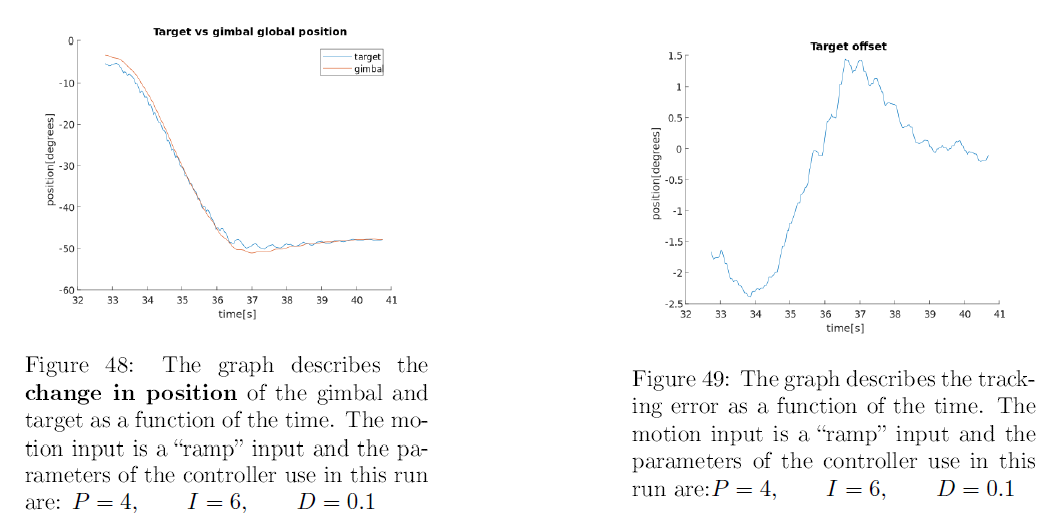 Target vs gimbal global position
0
-10
-20
-30
-40
-50
-60
position[degrees]
target
gimbal
32 33 34 35 36 37 38 39 40 41
time[s]
Figure 48: The graph describes the
change in position of the gimbal and
target as a function of the time. The mo-
tion input is a “ramp” input and the pa-
rameters of the controller use in this run
are: P = 4, I = 6, D = 0.1
Target offset
1.5
1
0.5
0
-0.5
-1
-1.5
-2
-2.5
position[degrees]
32 33 34 35 36 37 38 39 40 41
time[s]
Figure 49: The graph describes the track-
ing error as a function of the time. The
motion input is a “ramp” input and the
parameters of the controller use in this
run are:P = 4, I = 6, D = 0.1